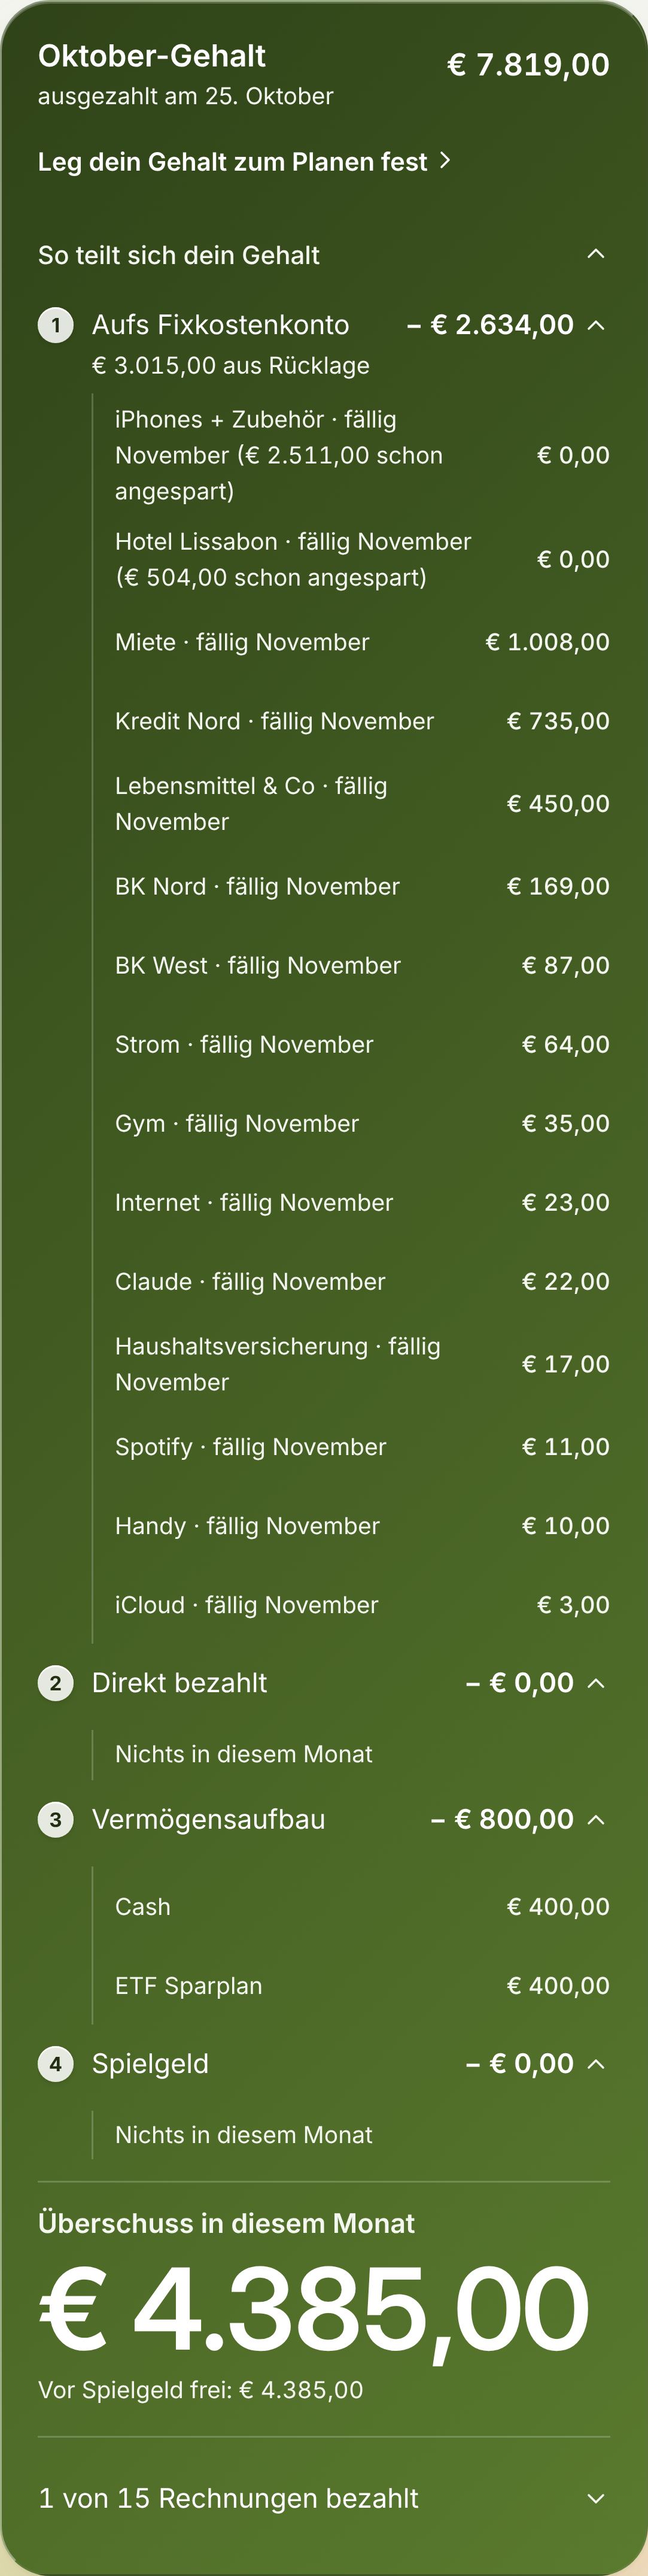 Oktober-Gehalt
€ 7.819,00
ausgezahlt am 25. Oktober
Leg dein Gehalt zum Planen fest
So teilt sich dein Gehalt
1 Aufs Fixkostenkonto – € 2.634,00
€ 3.015,00 aus Rücklage
iPhones + Zubehör · fällig
November (€ 2.511,00 schon
angespart)
€ 0,00
Hotel Lissabon · fällig November
(€ 504,00 schon angespart)
€ 0,00
Miete · fällig November € 1.008,00
Kredit Nord · fällig November € 735,00
Lebensmittel & Co · fällig
November
€ 450,00
BK Nord · fällig November € 169,00
BK West · fällig November € 87,00
Strom · fällig November € 64,00
Gym · fällig November € 35,00
Internet · fällig November € 23,00
Claude · fällig November € 22,00
Haushaltsversicherung · fällig
November
€ 17,00
Spotify · fällig November € 11,00
Handy · fällig November € 10,00
iCloud · fällig November € 3,00
2 Direkt bezahlt – € 0,00
Nichts in diesem Monat
3 Vermögensaufbau – € 800,00
Cash € 400,00
ETF Sparplan € 400,00
4 Spielgeld – € 0,00
Nichts in diesem Monat
Überschuss in diesem Monat
€ 4.385,00
Vor Spielgeld frei: € 4.385,00
1 von 15 Rechnungen bezahlt